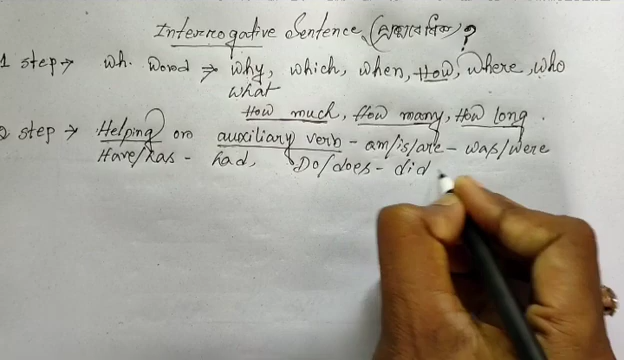 Interrogative Sentence (প্রশ্নবোধক) ?
1 step → wh. Word → why, which, when, How, where, who
what
How much, How many, How long.
2 step → Helping or auxiliary verb - am/is/are - was/were
Have/has - had, Do/does - did